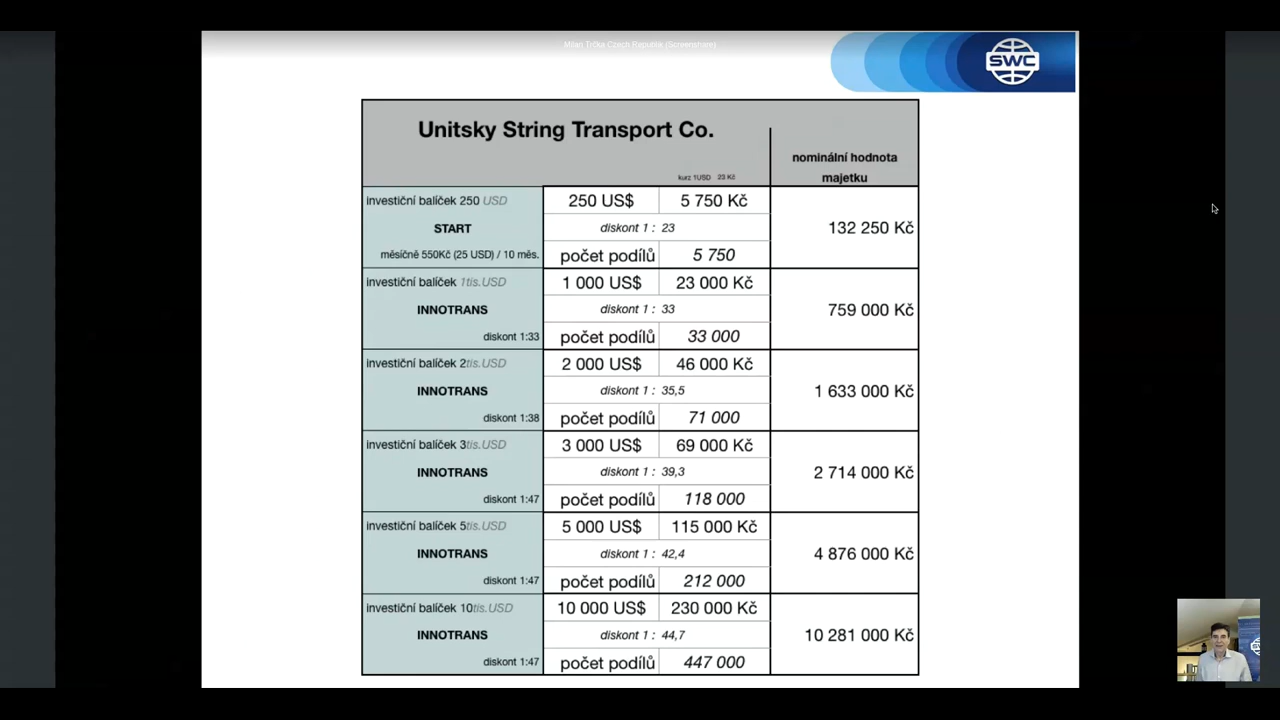 Milan Trčka Czech Republic (Screenshare)
SWC
Unitsky String Transport Co.
kurz 1USD 23 Kč
nominální hodnota
majetku
investiční balíček 250 USD
START
měsíčně 550Kč (25 USD) / 10 měs.
250 US$ 5 750 Kč
diskont 1 : 23
počet podílů 5 750
132 250 Kč
investiční balíček 1tis.USD
INNOTRANS
diskont 1:33
1 000 US$ 23 000 Kč
diskont 1 : 33
počet podílů 33 000
759 000 Kč
investiční balíček 2tis.USD
INNOTRANS
diskont 1:38
2 000 US$ 46 000 Kč
diskont 1 : 35,5
počet podílů 71 000
1 633 000 Kč
investiční balíček 3tis.USD
INNOTRANS
diskont 1:47
3 000 US$ 69 000 Kč
diskont 1 : 39,3
počet podílů 118 000
2 714 000 Kč
investiční balíček 5tis.USD
INNOTRANS
diskont 1:47
5 000 US$ 115 000 Kč
diskont 1 : 42,4
počet podílů 212 000
4 876 000 Kč
investiční balíček 10tis.USD
INNOTRANS
diskont 1:47
10 000 US$ 230 000 Kč
diskont 1 : 44,7
počet podílů 447 000
10 281 000 Kč